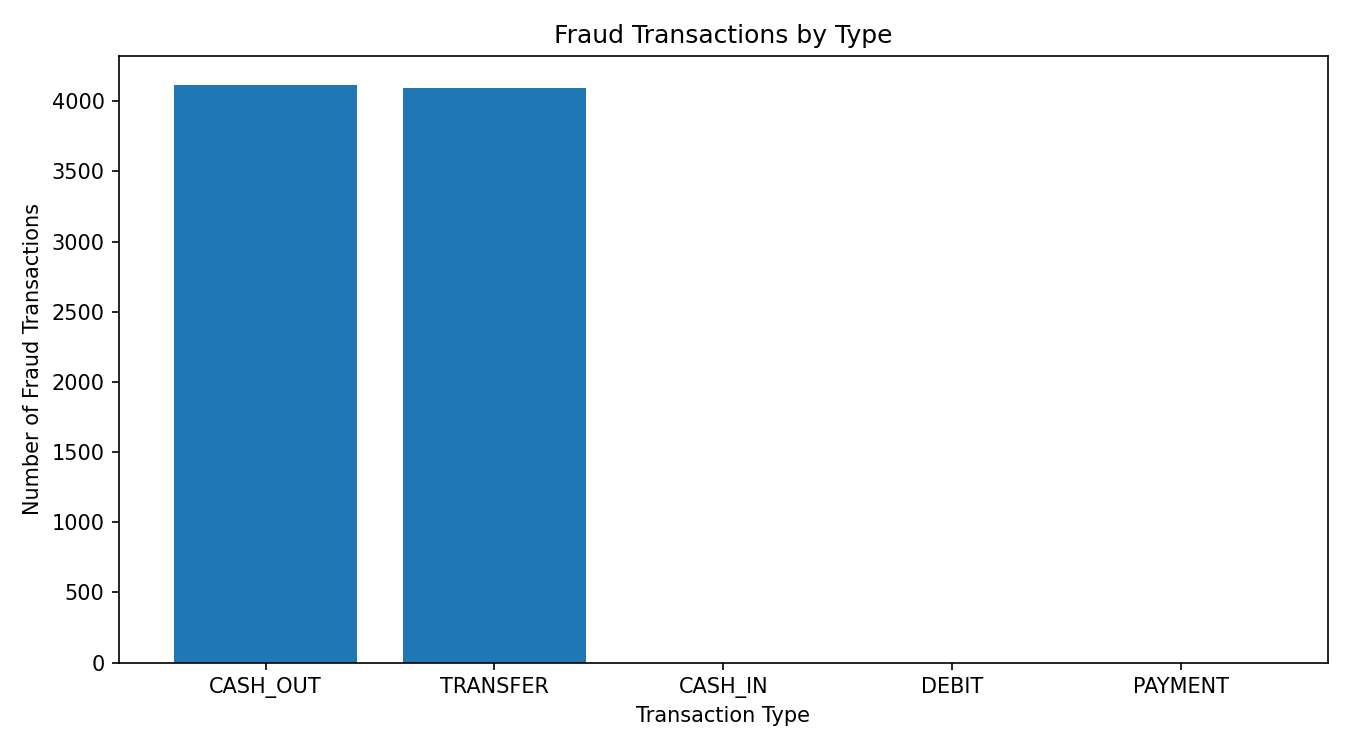 Fraud Transactions by Type
Number of Fraud Transactions
4000
3500
3000
2500
2000
1500
1000
500
0
CASH_OUT TRANSFER CASH_IN DEBIT PAYMENT
Transaction Type